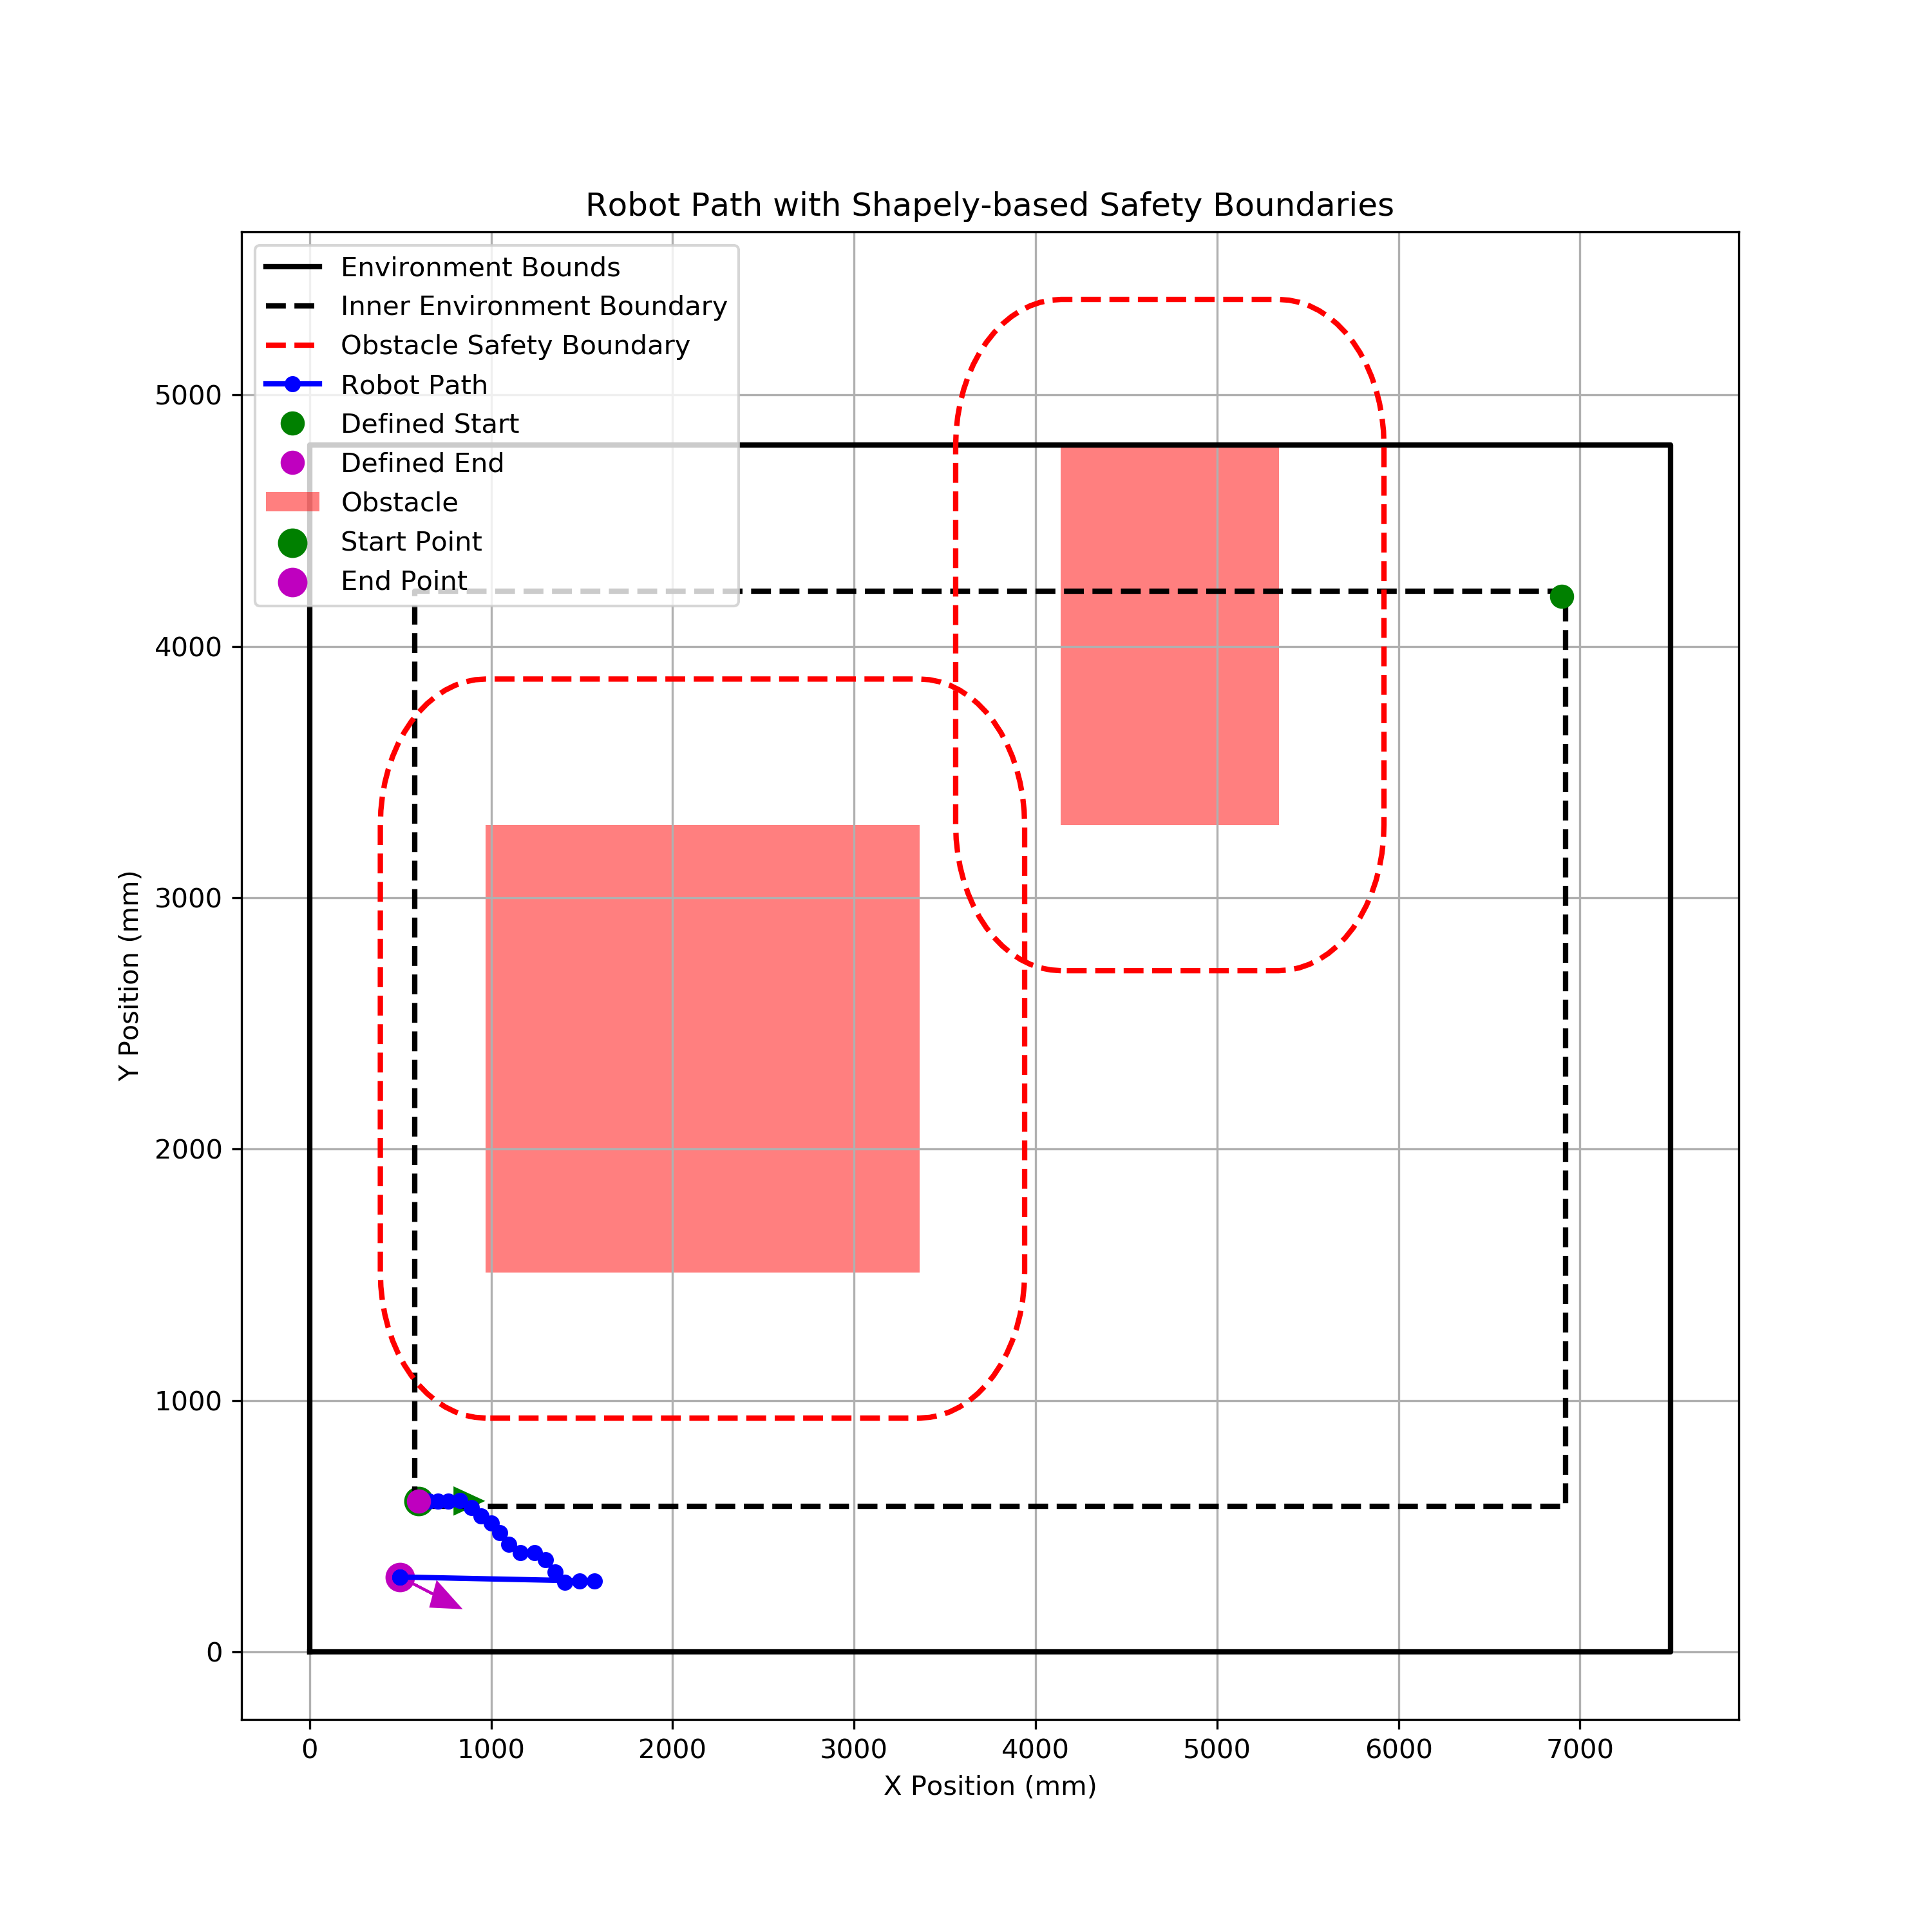 Robot Path with Shapely-based Safety Boundaries
Environment Bounds
Inner Environment Boundary
Obstacle Safety Boundary
Robot Path
Defined Start
Defined End
Obstacle
Start Point
End Point
5000
4000
3000
2000
1000
0
Y Position (mm)
0 1000 2000 3000 4000 5000 6000 7000
X Position (mm)